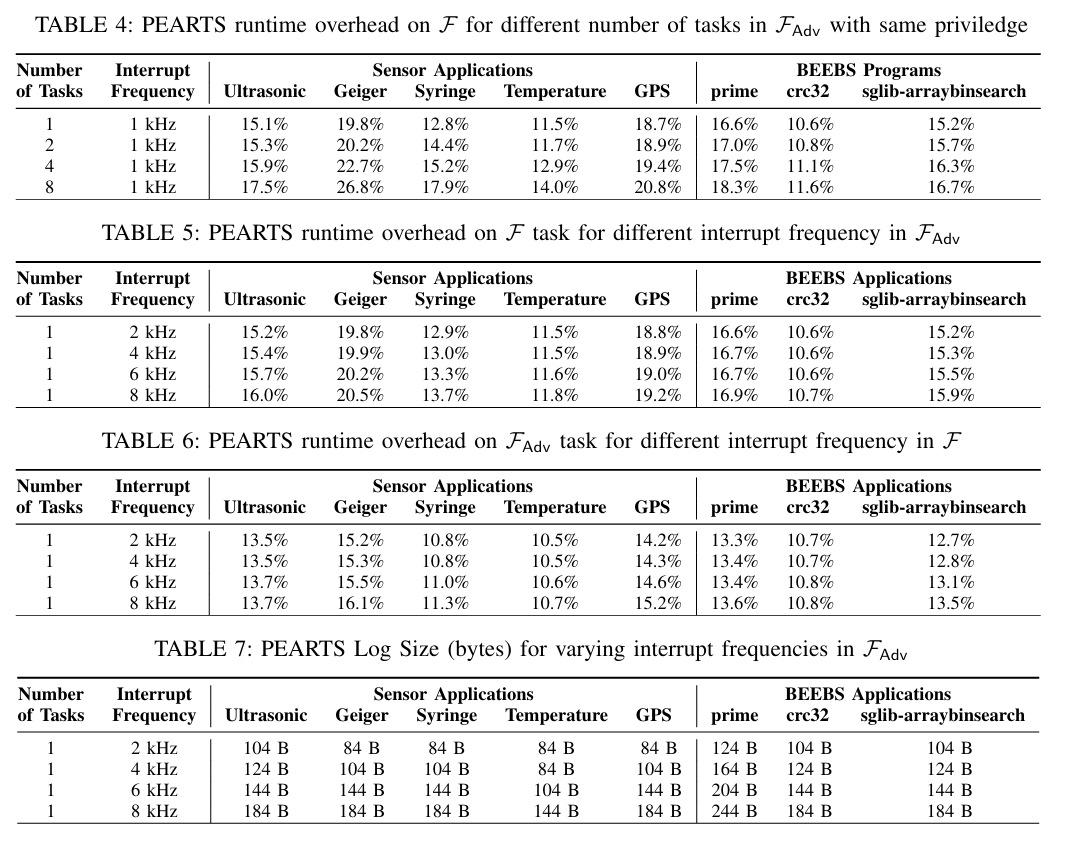 TABLE 4: PEARTS runtime overhead on ℱ for different number of tasks in ℱ_Adv with same priviledge
Number Interrupt Sensor Applications BEEBS Programs
of Tasks Frequency Ultrasonic Geiger Syringe Temperature GPS prime crc32 sglib-arraybinsearch
1 1 kHz 15.1% 19.8% 12.8% 11.5% 18.7% 16.6% 10.6% 15.2%
2 1 kHz 15.3% 20.2% 14.4% 11.7% 18.9% 17.0% 10.8% 15.7%
4 1 kHz 15.9% 22.7% 15.2% 12.9% 19.4% 17.5% 11.1% 16.3%
8 1 kHz 17.5% 26.8% 17.9% 14.0% 20.8% 18.3% 11.6% 16.7%
TABLE 5: PEARTS runtime overhead on ℱ task for different interrupt frequency in ℱ_Adv
Number Interrupt Sensor Applications BEEBS Applications
of Tasks Frequency Ultrasonic Geiger Syringe Temperature GPS prime crc32 sglib-arraybinsearch
1 2 kHz 15.2% 19.8% 12.9% 11.5% 18.8% 16.6% 10.6% 15.2%
1 4 kHz 15.4% 19.9% 13.0% 11.5% 18.9% 16.7% 10.6% 15.3%
1 6 kHz 15.7% 20.2% 13.3% 11.6% 19.0% 16.7% 10.6% 15.5%
1 8 kHz 16.0% 20.5% 13.7% 11.8% 19.2% 16.9% 10.7% 15.9%
TABLE 6: PEARTS runtime overhead on ℱ_Adv task for different interrupt frequency in ℱ
Number Interrupt Sensor Applications BEEBS Applications
of Tasks Frequency Ultrasonic Geiger Syringe Temperature GPS prime crc32 sglib-arraybinsearch
1 2 kHz 13.5% 15.2% 10.8% 10.5% 14.2% 13.3% 10.7% 12.7%
1 4 kHz 13.5% 15.3% 10.8% 10.5% 14.3% 13.4% 10.7% 12.8%
1 6 kHz 13.7% 15.5% 11.0% 10.6% 14.6% 13.4% 10.8% 13.1%
1 8 kHz 13.7% 16.1% 11.3% 10.7% 15.2% 13.6% 10.8% 13.5%
TABLE 7: PEARTS Log Size (bytes) for varying interrupt frequencies in ℱ_Adv
Number Interrupt Sensor Applications BEEBS Applications
of Tasks Frequency Ultrasonic Geiger Syringe Temperature GPS prime crc32 sglib-arraybinsearch
1 2 kHz 104 B 84 B 84 B 84 B 84 B 124 B 104 B 104 B
1 4 kHz 124 B 104 B 104 B 84 B 104 B 164 B 124 B 124 B
1 6 kHz 144 B 144 B 144 B 104 B 144 B 204 B 144 B 144 B
1 8 kHz 184 B 184 B 184 B 144 B 184 B 244 B 184 B 184 B